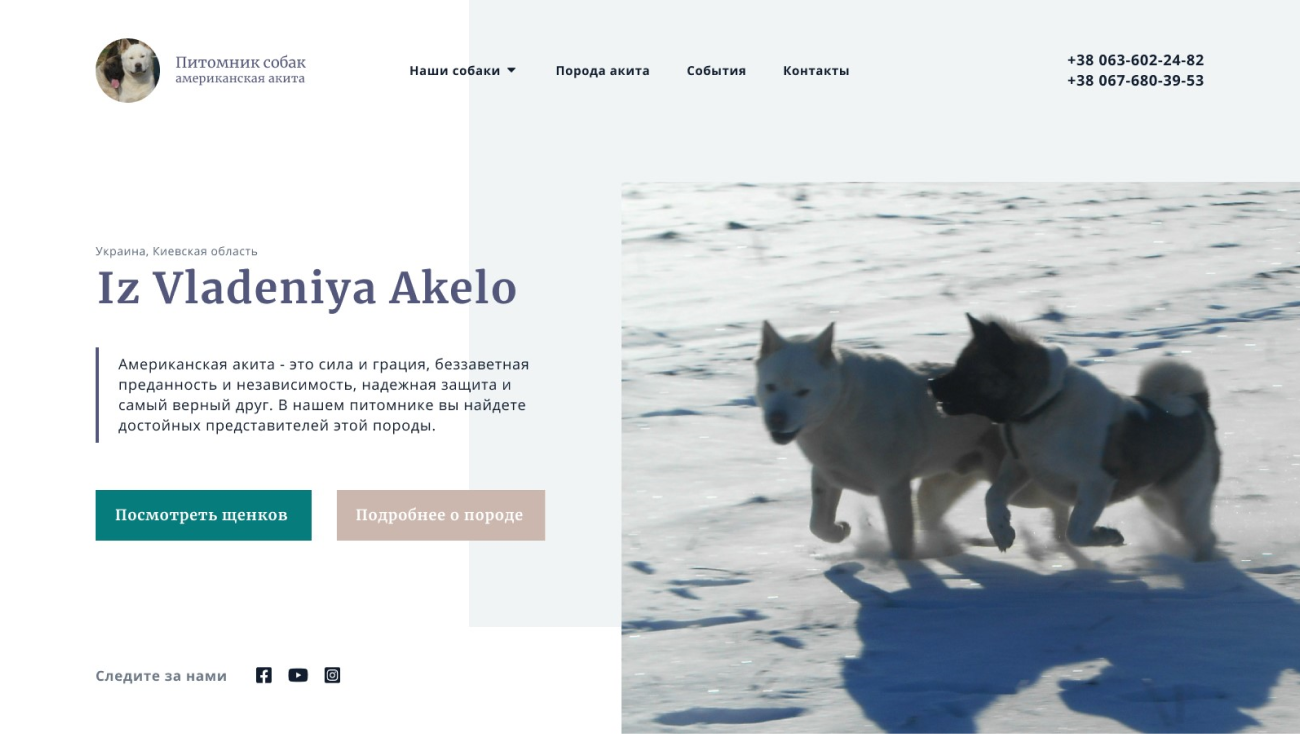 Питомник собак
американская акита
Наши собаки
Порода акита
События
Контакты
+38 063-602-24-82
+38 067-680-39-53
Украина, Киевская область
Iz Vladeniya Akelo
Американская акита - это сила и грация, беззаветная
преданность и независимость, надежная защита и
самый верный друг. В нашем питомнике вы найдете
достойных представителей этой породы.
Посмотреть щенков
Подробнее о породе
Следите за нами